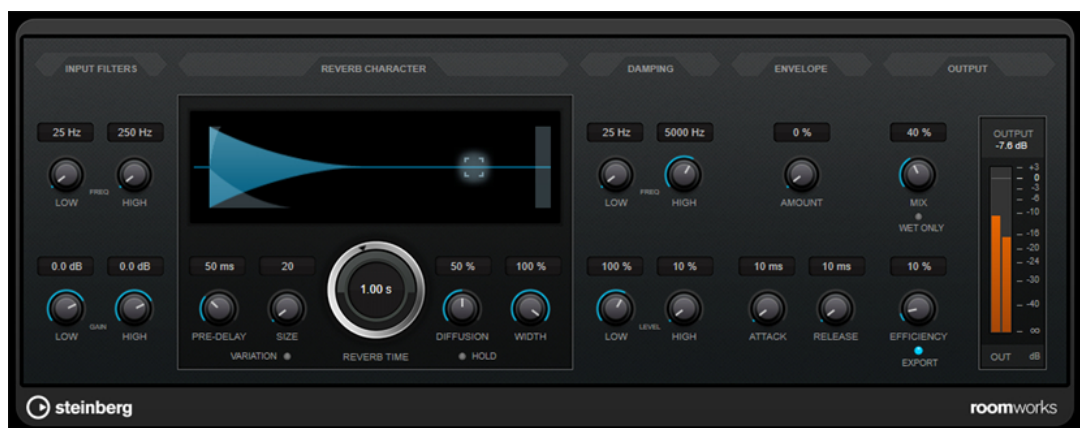 INPUT FILTERS
REVERB CHARACTER
DAMPING
ENVELOPE
OUTPUT
25 Hz 250 Hz
25 Hz 5000 Hz
0 %
40 %
OUTPUT
-7.6 dB
LOW FREQ HIGH
LOW FREQ HIGH
AMOUNT
MIX
WET ONLY
+3
0
-3
-6
-10
-16
-20
-24
-30
-40
∞
0.0 dB 0.0 dB
50 ms 20
1.00 s
50 % 100 %
100 % 10 %
10 ms 10 ms
10 %
LOW GAIN HIGH
PRE-DELAY SIZE
DIFFUSION WIDTH
LOW LEVEL HIGH
ATTACK RELEASE
EFFICIENCY
VARIATION
REVERB TIME
HOLD
EXPORT
OUT dB
steinberg
roomworks